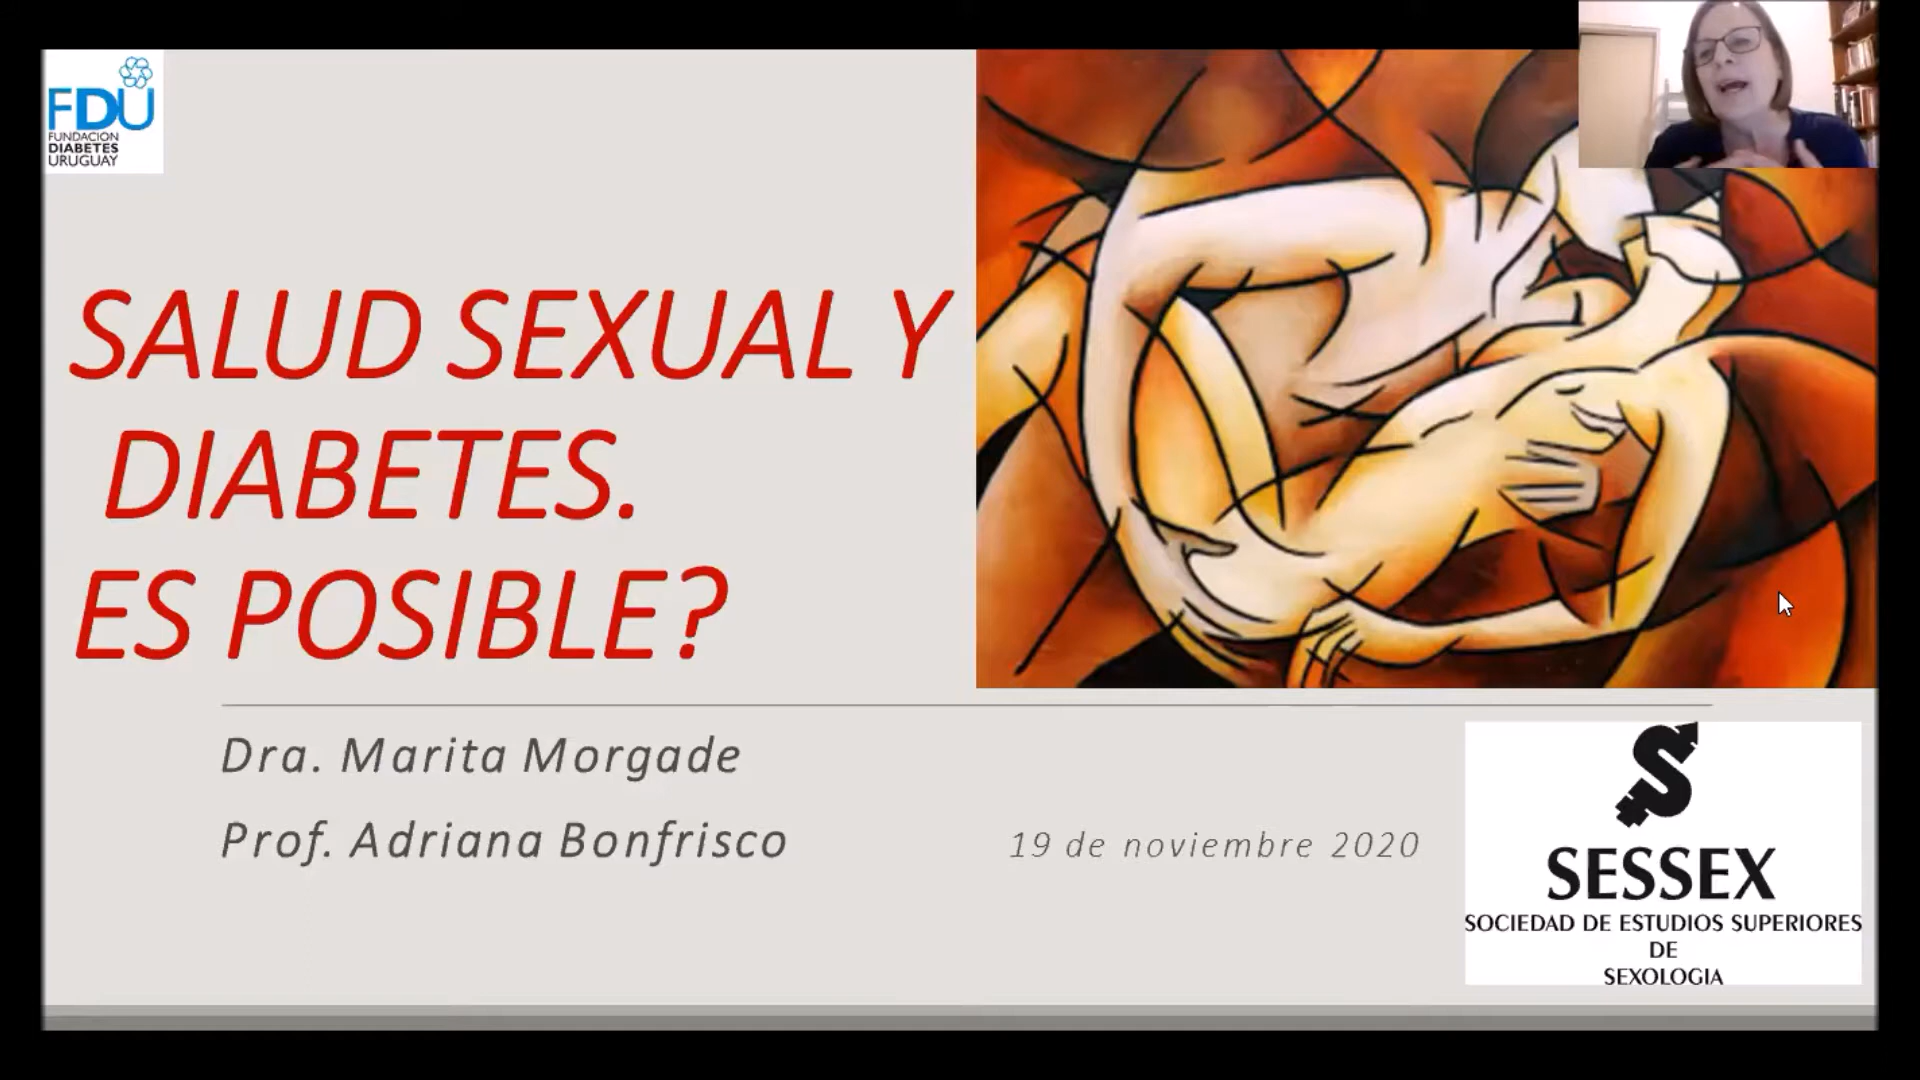 FDU
FUNDACION
DIABETES
URUGUAY
SALUD SEXUAL Y
DIABETES.
ES POSIBLE?
Dra. Marita Morgade
Prof. Adriana Bonfrisco
19 de noviembre 2020
SESSEX
SOCIEDAD DE ESTUDIOS SUPERIORES
DE
SEXOLOGIA